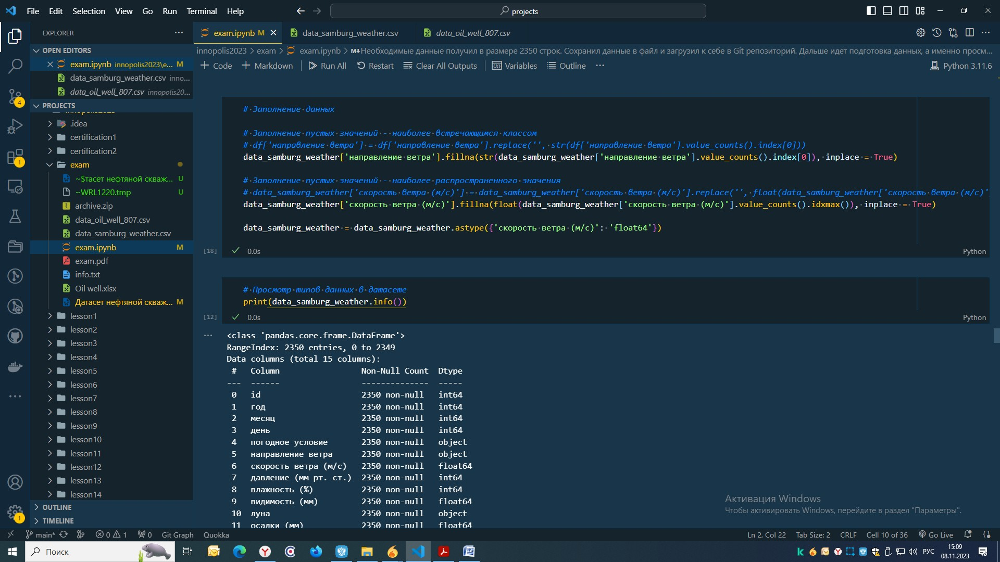 File Edit Selection View Go Run Terminal Help
projects
EXPLORER
exam.ipynb M
data_samburg_weather.csv
data_oil_well_807.csv
OPEN EDITORS
exam.ipynb innopolis2023\e... M
data_samburg_weather.csv inno...
data_oil_well_807.csv innopolis20...
PROJECTS
.idea
certification1
certification2
exam
~$тасет нефтяной скваж... U
~WRL1220.tmp U
archive.zip
data_oil_well_807.csv
data_samburg_weather.csv
exam.ipynb M
exam.pdf
info.txt
Oil well.xlsx
Датасет нефтяной скваж... M
lesson1
lesson2
lesson3
lesson4
lesson5
lesson6
lesson7
lesson8
lesson9
lesson10
lesson11
lesson12
lesson13
lesson14
OUTLINE
TIMELINE
4
1
1
innopolis2023 > exam > exam.ipynb > M↓Необходимые данные получил в размере 2350 строк. Сохранил данные в файл и загрузил к себе в Git репозиторий. Дальше идет подготовка данных, а именно просм...
+ Code + Markdown Run All Restart Clear All Outputs Variables Outline ... Python 3.11.6
# Заполнение данных
# Заполнение пустых значений - наиболее встречающимся классом
# df['направление ветра'] = df['направление ветра'].replace('', str(df['направление ветра'].value_counts().index[0]))
data_samburg_weather['направление ветра'].fillna(str(data_samburg_weather['направление ветра'].value_counts().index[0]), inplace = True)
# Заполнение пустых значений - наиболее распространенного значения
# data_samburg_weather['скорость ветра (м/с)'] = data_samburg_weather['скорость ветра (м/с)'].replace('', float(data_samburg_weather['скорость ветра (м/с)'
data_samburg_weather['скорость ветра (м/с)'].fillna(float(data_samburg_weather['скорость ветра (м/с)'].value_counts().idxmax()), inplace = True)
data_samburg_weather = data_samburg_weather.astype({'скорость ветра (м/с)': 'float64'})
[18] 0.0s Python
# Просмотр типов данных в датасете
print(data_samburg_weather.info())
[12] 0.0s Python
<class 'pandas.core.frame.DataFrame'>
RangeIndex: 2350 entries, 0 to 2349
Data columns (total 15 columns):
# Column Non-Null Count Dtype
--- ------ -------------- -----
0 id 2350 non-null int64
1 год 2350 non-null int64
2 месяц 2350 non-null int64
3 день 2350 non-null int64
4 погодное условие 2350 non-null object
5 направление ветра 2350 non-null object
6 скорость ветра (м/с) 2350 non-null float64
7 давление (мм рт. ст.) 2350 non-null int64
8 влажность (%) 2350 non-null int64
9 видимость (мм) 2350 non-null float64
10 луна 2350 non-null object
11 осадки (мм) 2350 non-null float64
Активация Windows
Чтобы активировать Windows, перейдите в раздел "Параметры".
main* 0 1 0 Git Graph Quokka Ln 2, Col 22 Tab Size: 2 CRLF Cell 10 of 36 Go Live
Поиск
РУС
15:09
08.11.2023